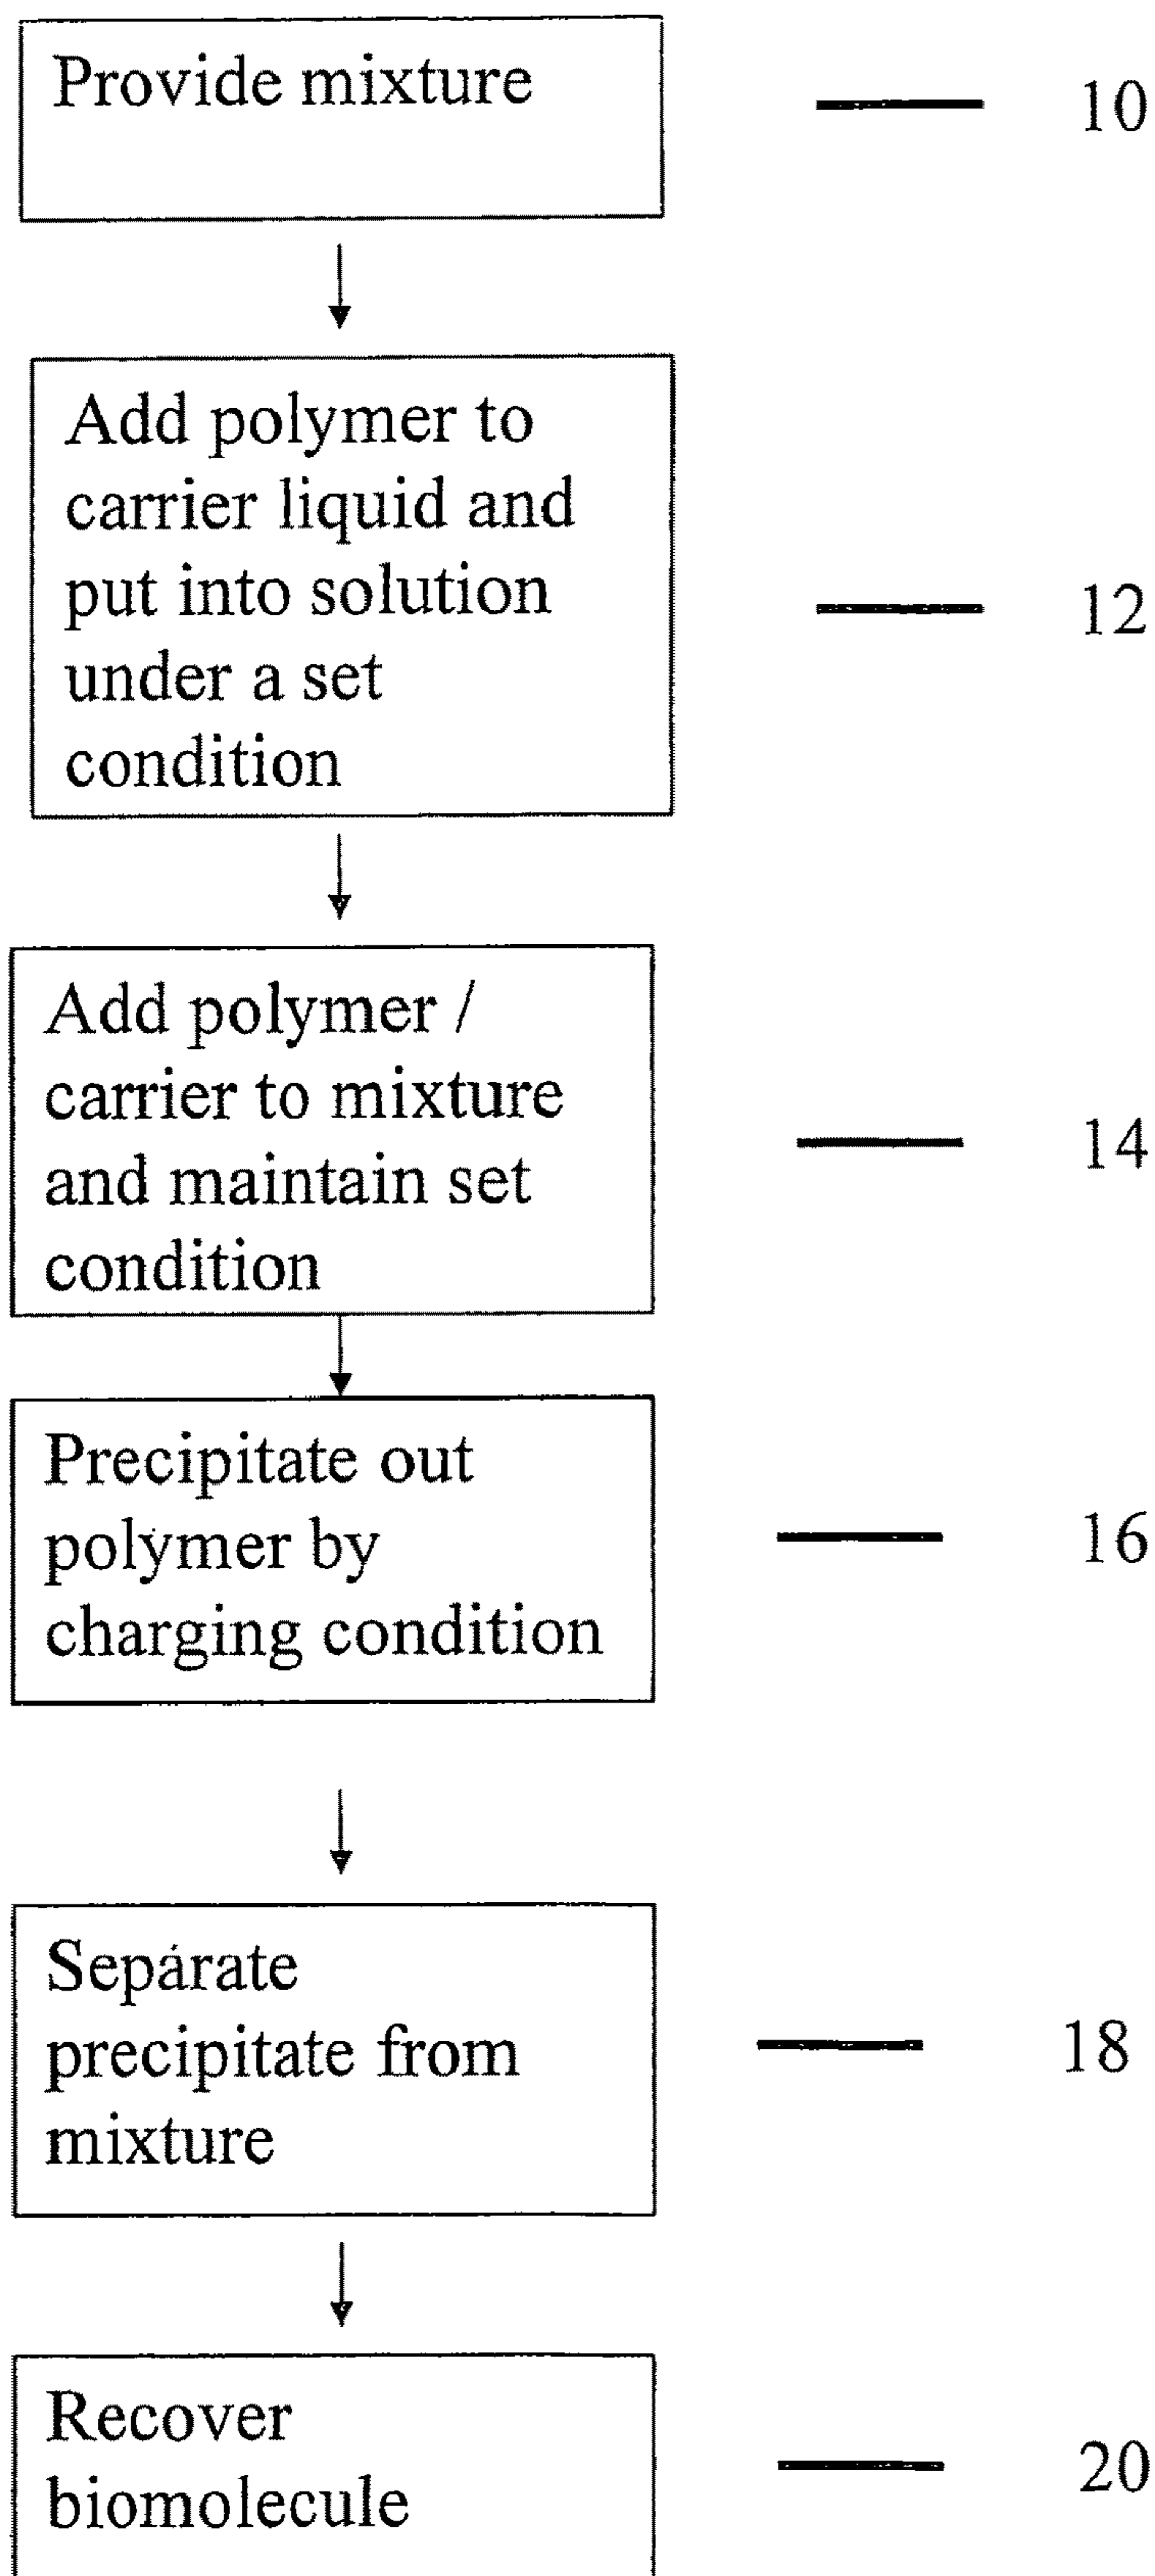 Provide mixture
10
Add polymer to
carrier liquid and
put into solution
under a set
condition
12
Add polymer /
carrier to mixture
and maintain set
condition
14
Precipitate out
polymer by
charging condition
16
Separate
precipitate from
mixture
18
Recover
biomolecule
20